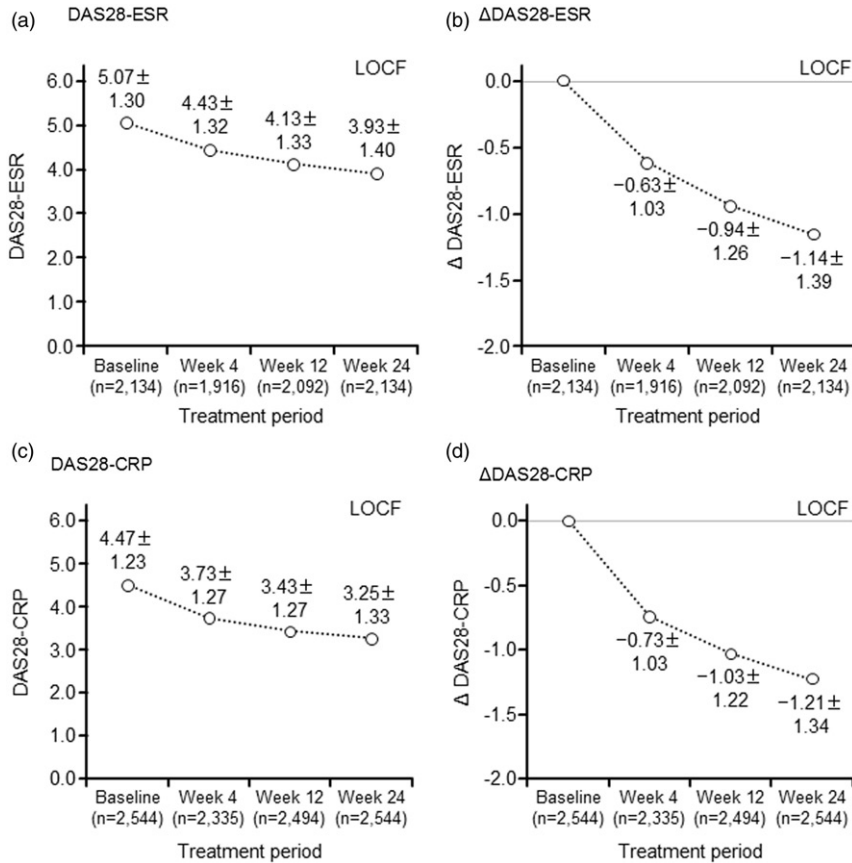 (a) DAS28-ESR
LOCF
6.0
5.0
4.0
3.0
2.0
1.0
0.0
DAS28-ESR
5.07±
1.30
4.43±
1.32
4.13±
1.33
3.93±
1.40
Baseline Week 4 Week 12 Week 24
(n=2,134) (n=1,916) (n=2,092) (n=2,134)
Treatment period
(b) ΔDAS28-ESR
LOCF
0.0
-0.5
-1.0
-1.5
-2.0
Δ DAS28-ESR
−0.63±
1.03
−0.94±
1.26
−1.14±
1.39
Baseline Week 4 Week 12 Week 24
(n=2,134) (n=1,916) (n=2,092) (n=2,134)
Treatment period
(c) DAS28-CRP
LOCF
6.0
5.0
4.0
3.0
2.0
1.0
0.0
DAS28-CRP
4.47±
1.23
3.73±
1.27
3.43±
1.27
3.25±
1.33
Baseline Week 4 Week 12 Week 24
(n=2,544) (n=2,335) (n=2,494) (n=2,544)
Treatment period
(d) ΔDAS28-CRP
LOCF
0.0
-0.5
-1.0
-1.5
-2.0
Δ DAS28-CRP
−0.73±
1.03
−1.03±
1.22
−1.21±
1.34
Baseline Week 4 Week 12 Week 24
(n=2,544) (n=2,335) (n=2,494) (n=2,544)
Treatment period